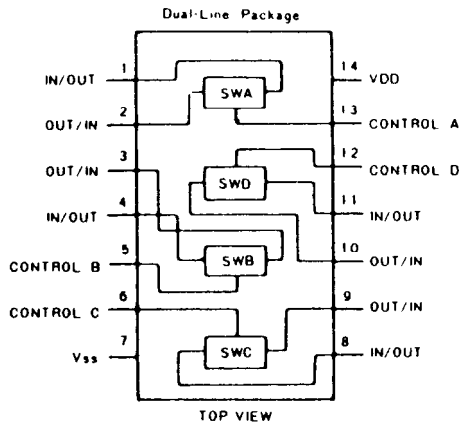 Dual-Line Package
1 14
IN/OUT VDD
SWA
2 13
OUT/IN CONTROL A
3 12
OUT/IN CONTROL D
SWD
4 11
IN/OUT IN/OUT
5 10
CONTROL B SWB OUT/IN
6 9
CONTROL C OUT/IN
7 8
Vss SWC IN/OUT
TOP VIEW